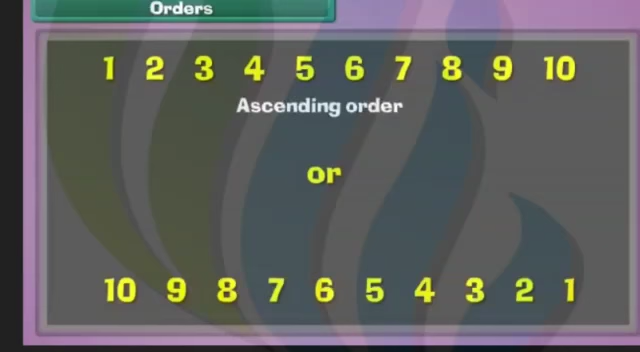 Orders
1 2 3 4 5 6 7 8 9 10
Ascending order
or
10 9 8 7 6 5 4 3 2 1